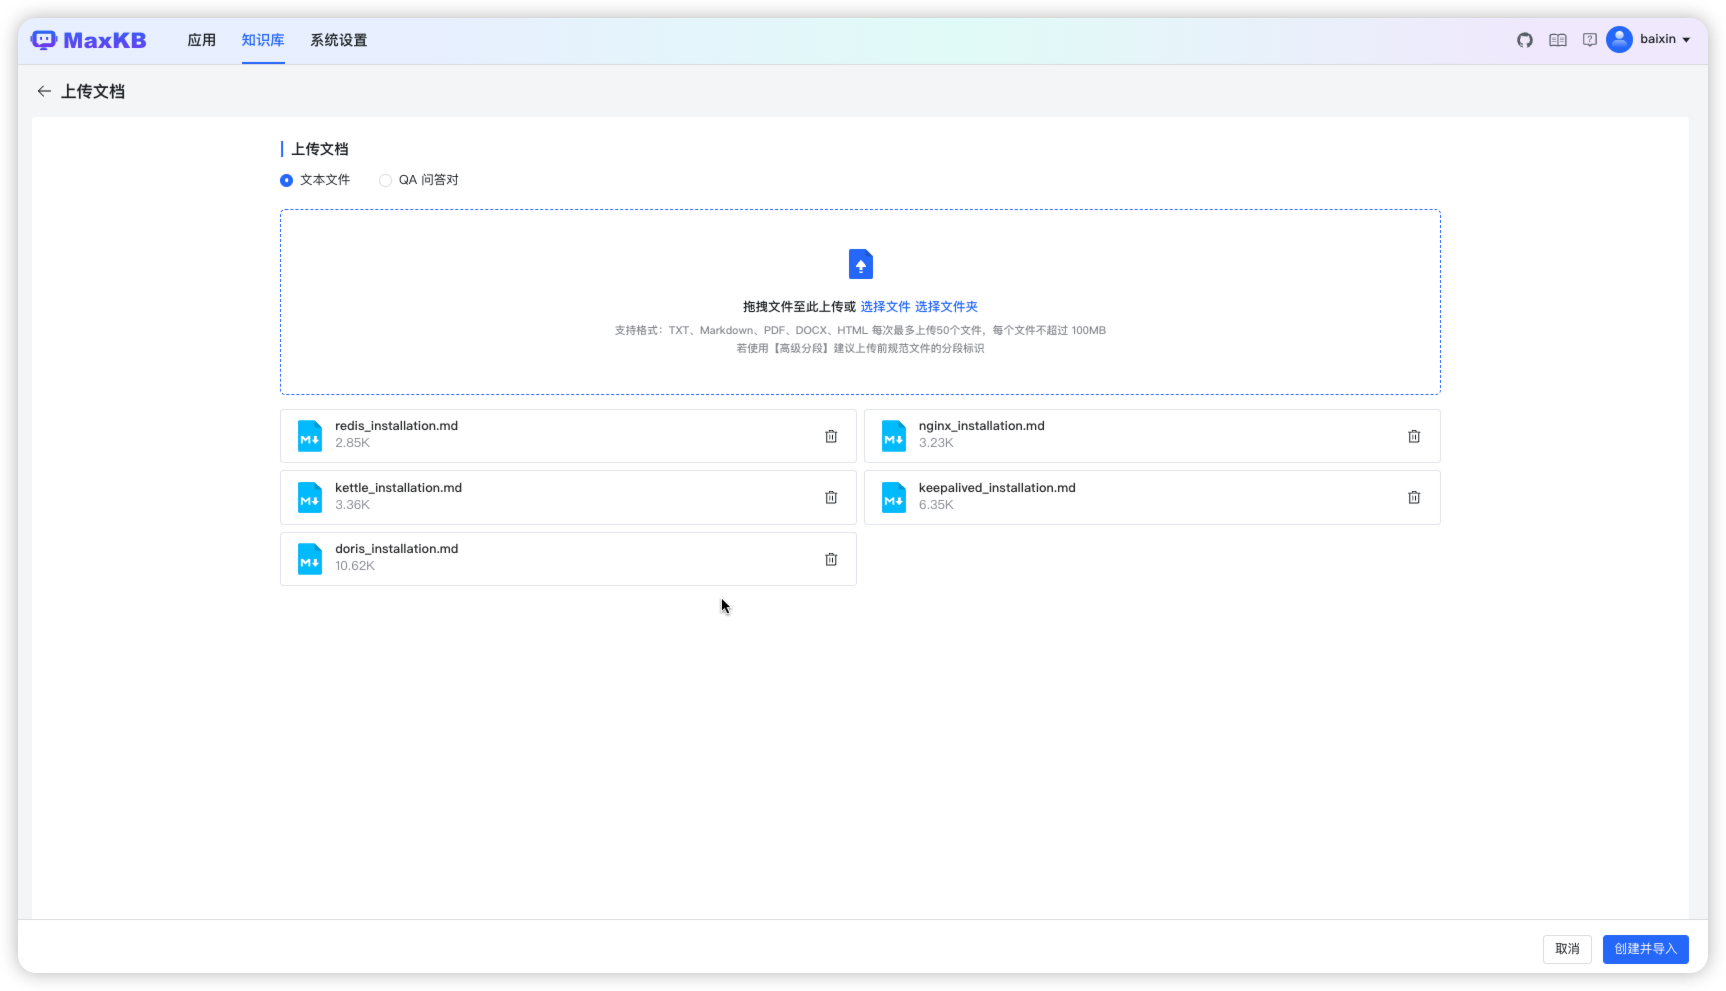 MaxKB 应用 知识库 系统设置 baixin
上传文档
上传文档
文本文件 QA 问答对
拖拽文件至此上传或 选择文件 选择文件夹
支持格式：TXT、Markdown、PDF、DOCX、HTML 每次最多上传50个文件，每个文件不超过 100MB
若使用【高级分段】建议上传前规范文件的分段标识
redis_installation.md
2.85K
nginx_installation.md
3.23K
kettle_installation.md
3.36K
keepalived_installation.md
6.35K
doris_installation.md
10.62K
取消 创建并导入